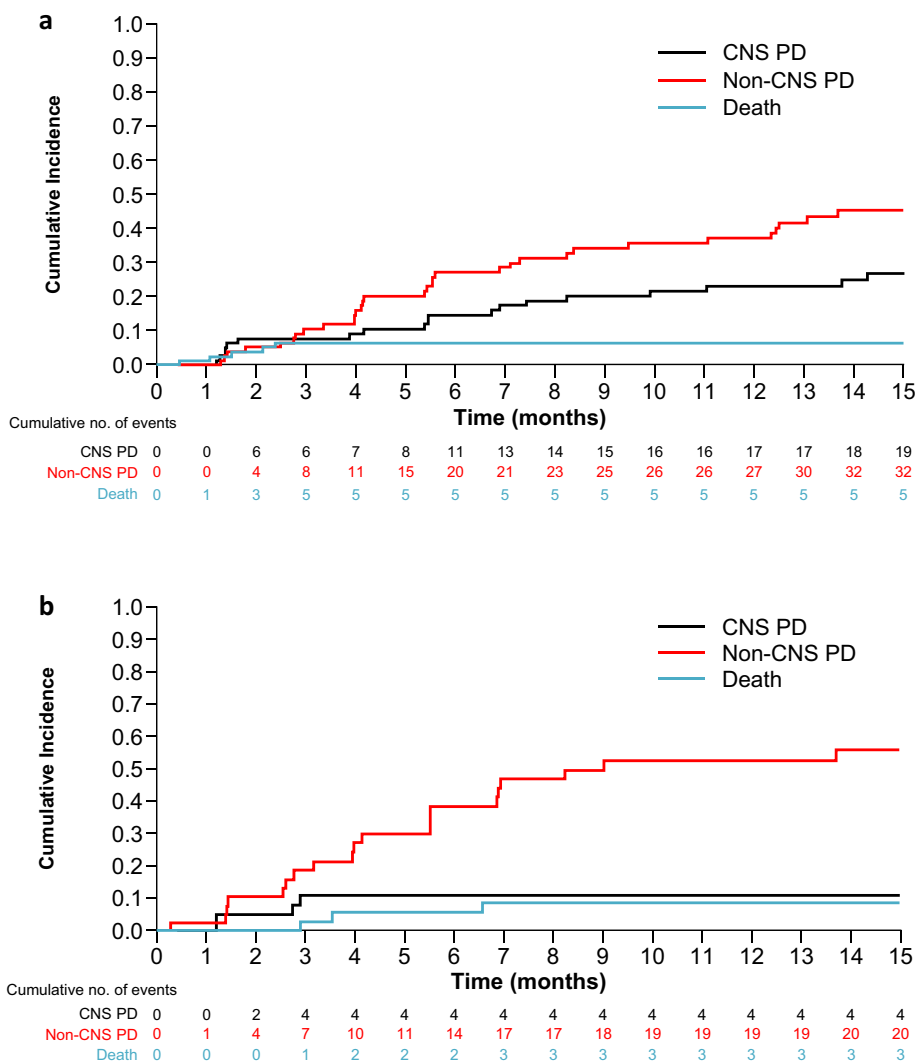 a
1.0
0.9
0.8
0.7
0.6
0.5
0.4
0.3
0.2
0.1
0.0
Cumulative Incidence
CNS PD
Non-CNS PD
Death
0 1 2 3 4 5 6 7 8 9 10 11 12 13 14 15
Time (months)
Cumulative no. of events
CNS PD 0 0 6 6 7 8 11 13 14 15 16 16 17 17 18 19
Non-CNS PD 0 0 4 8 11 15 20 21 23 25 26 26 27 30 32 32
Death 0 1 3 5 5 5 5 5 5 5 5 5 5 5 5 5
b
1.0
0.9
0.8
0.7
0.6
0.5
0.4
0.3
0.2
0.1
0.0
Cumulative Incidence
CNS PD
Non-CNS PD
Death
0 1 2 3 4 5 6 7 8 9 10 11 12 13 14 15
Time (months)
Cumulative no. of events
CNS PD 0 0 2 4 4 4 4 4 4 4 4 4 4 4 4 4
Non-CNS PD 0 1 4 7 10 11 14 17 17 18 19 19 19 19 20 20
Death 0 0 0 1 2 2 2 3 3 3 3 3 3 3 3 3